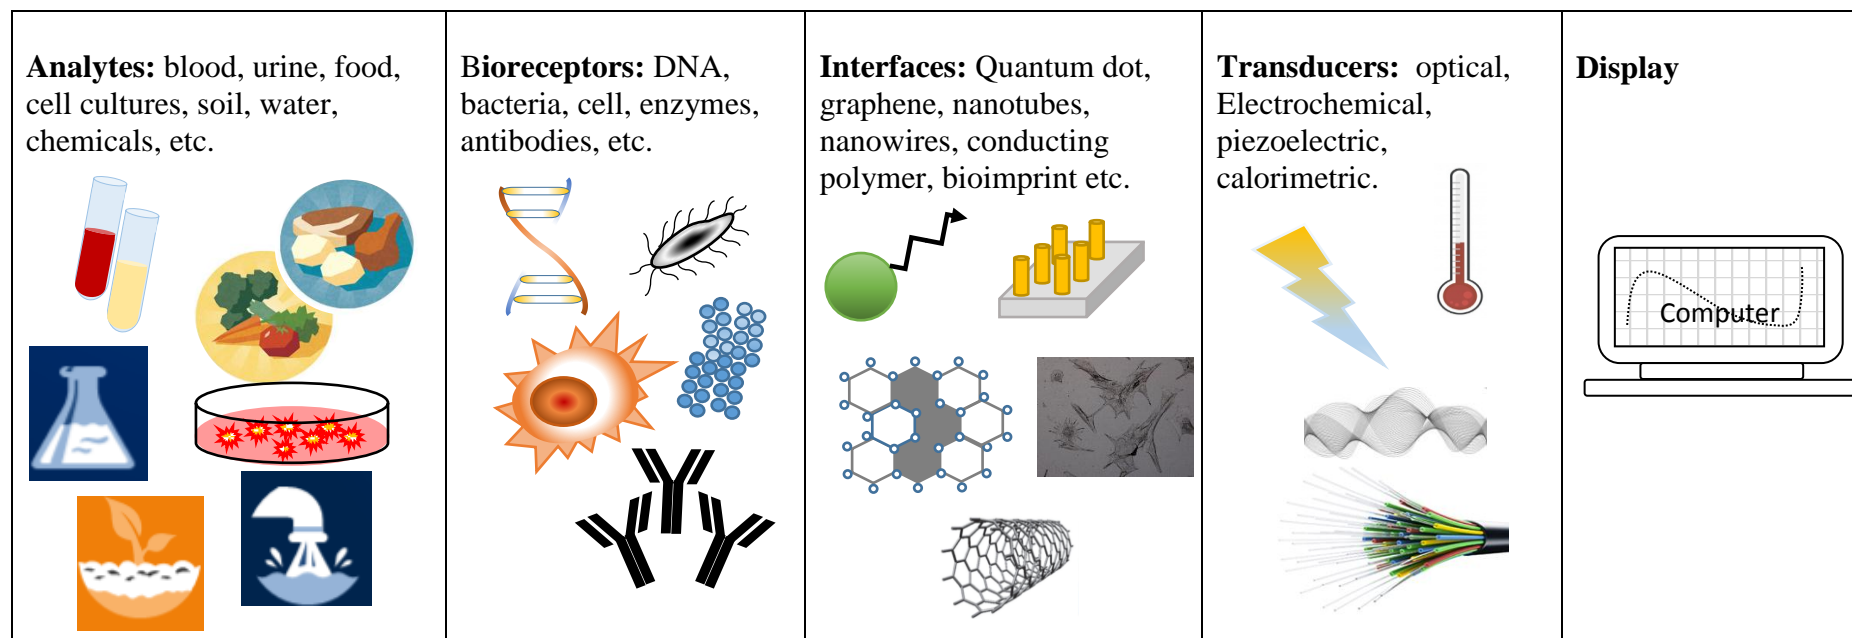 Analytes: blood, urine, food,
cell cultures, soil, water,
chemicals, etc.
Bioreceptors: DNA,
bacteria, cell, enzymes,
antibodies, etc.
Interfaces: Quantum dot,
graphene, nanotubes,
nanowires, conducting
polymer, bioimprint etc.
Transducers:  optical,
Electrochemical,
piezoelectric,
calorimetric.
Display
Computer